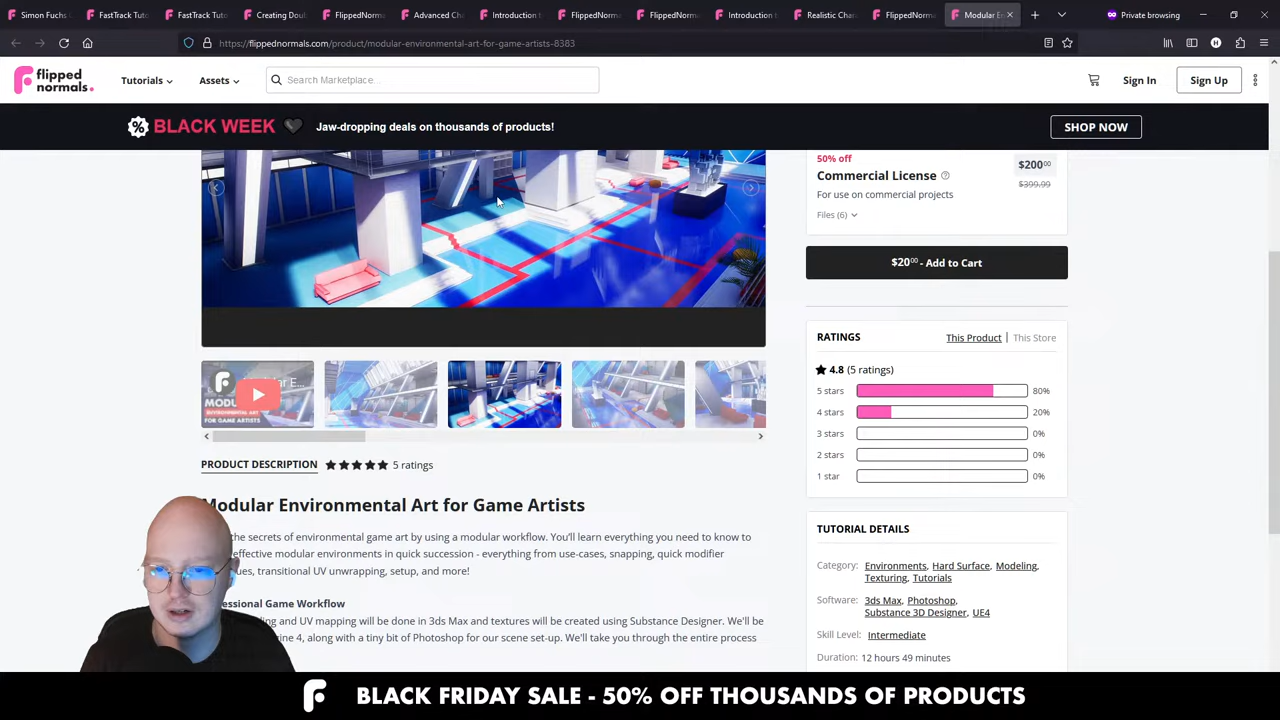 Simon Fuchs
FastTrack Tuto
FastTrack Tuto
Creating Doub
FlippedNorma
Advanced Cha
Introduction t
FlippedNorma
FlippedNorma
Introduction t
Realistic Chara
FlippedNorma
Modular En
Private browsing
https://flippednormals.com/product/modular-environmental-art-for-game-artists-8383
flipped
normals.
Tutorials
Assets
Search Marketplace...
Sign In
Sign Up
BLACK WEEK
Jaw-dropping deals on thousands of products!
SHOP NOW
50% off
Commercial License
$200.00
$399.99
For use on commercial projects
Files (6)
$20.00 - Add to Cart
RATINGS
This Product | This Store
4.8 (5 ratings)
5 stars 80%
4 stars 20%
3 stars 0%
2 stars 0%
1 star 0%
PRODUCT DESCRIPTION
5 ratings
Modular Environmental Art for Game Artists
the secrets of environmental game art by using a modular workflow. You'll learn everything you need to know to
effective modular environments in quick succession - everything from use-cases, snapping, quick modifier
ues, transitional UV unwrapping, setup, and more!
essional Game Workflow
ing and UV mapping will be done in 3ds Max and textures will be created using Substance Designer. We'll be
ine 4, along with a tiny bit of Photoshop for our scene set-up. We'll take you through the entire process
TUTORIAL DETAILS
Category: Environments, Hard Surface, Modeling,
Texturing, Tutorials
Software: 3ds Max, Photoshop,
Substance 3D Designer, UE4
Skill Level: Intermediate
Duration: 12 hours 49 minutes
BLACK FRIDAY SALE - 50% OFF THOUSANDS OF PRODUCTS